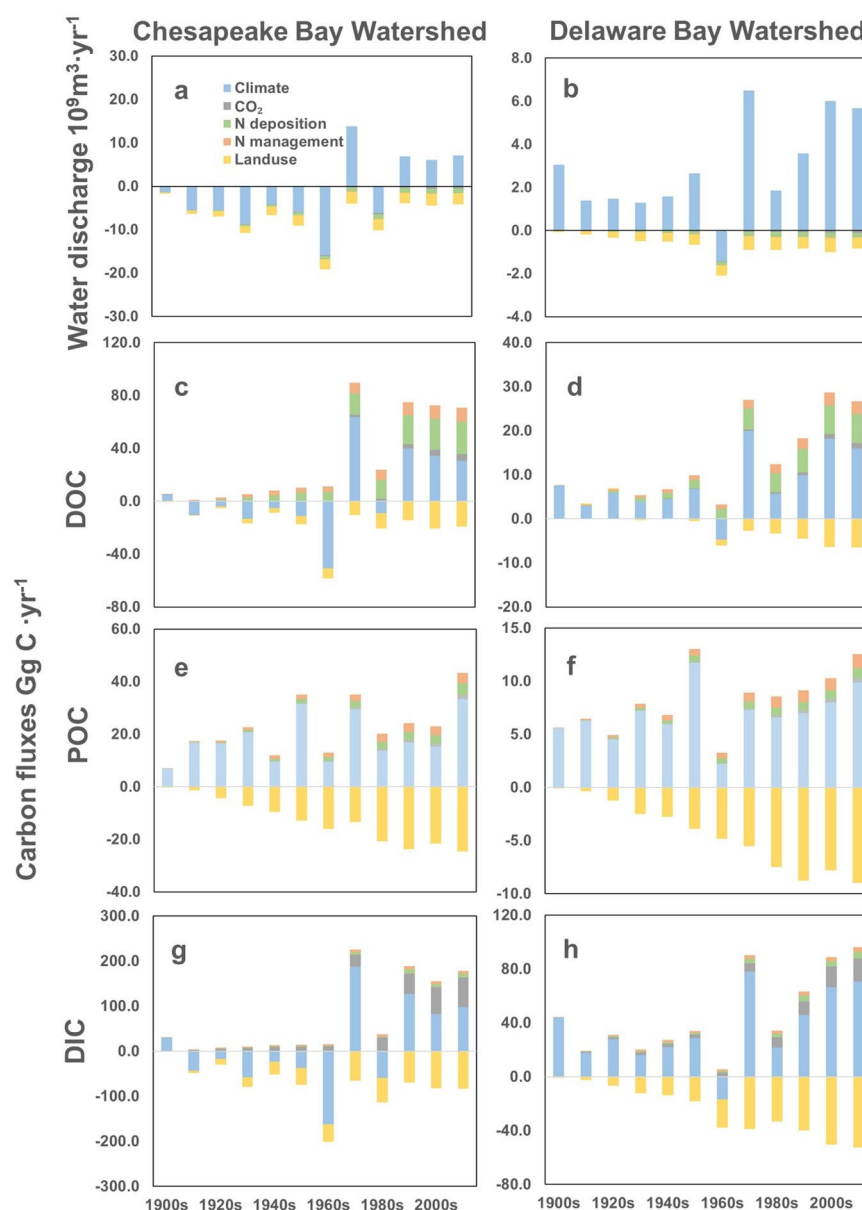 Chesapeake Bay Watershed
Delaware Bay Watershed
Water discharge 10⁹m³·yr⁻¹
30.0
20.0
10.0
0.0
-10.0
-20.0
-30.0
a
Climate
CO₂
N deposition
N management
Landuse
8.0
6.0
4.0
2.0
0.0
-2.0
-4.0
b
Carbon fluxes Gg C ·yr⁻¹
DOC
120.0
80.0
40.0
0.0
-40.0
-80.0
c
40.0
30.0
20.0
10.0
0.0
-10.0
-20.0
d
POC
60.0
40.0
20.0
0.0
-20.0
-40.0
e
15.0
10.0
5.0
0.0
-5.0
-10.0
f
DIC
300.0
200.0
100.0
0.0
-100.0
-200.0
-300.0
g
120.0
80.0
40.0
0.0
-40.0
-80.0
h
1900s 1920s 1940s 1960s 1980s 2000s
1900s 1920s 1940s 1960s 1980s 2000s